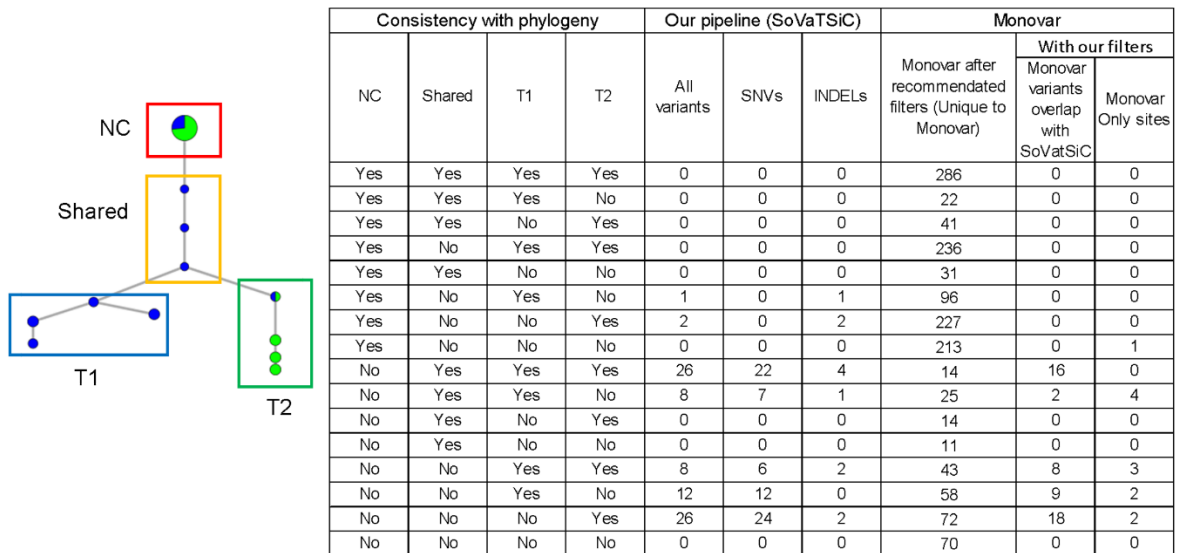 NC
Shared
T1
T2
Consistency with phylogeny Our pipeline (SoVaTSiC) Monovar
With our filters
NC Shared T1 T2 All variants SNVs INDELs Monovar after recommendated filters (Unique to Monovar) Monovar variants overlap with SoVatSiC Monovar Only sites
Yes Yes Yes Yes 0 0 0 286 0 0
Yes Yes Yes No 0 0 0 22 0 0
Yes Yes No Yes 0 0 0 41 0 0
Yes No Yes Yes 0 0 0 236 0 0
Yes Yes No No 0 0 0 31 0 0
Yes No Yes No 1 0 1 96 0 0
Yes No No Yes 2 0 2 227 0 0
Yes No No No 0 0 0 213 0 1
No Yes Yes Yes 26 22 4 14 16 0
No Yes Yes No 8 7 1 25 2 4
No Yes No Yes 0 0 0 14 0 0
No Yes No No 0 0 0 11 0 0
No No Yes Yes 8 6 2 43 8 3
No No Yes No 12 12 0 58 9 2
No No No Yes 26 24 2 72 18 2
No No No No 0 0 0 70 0 0